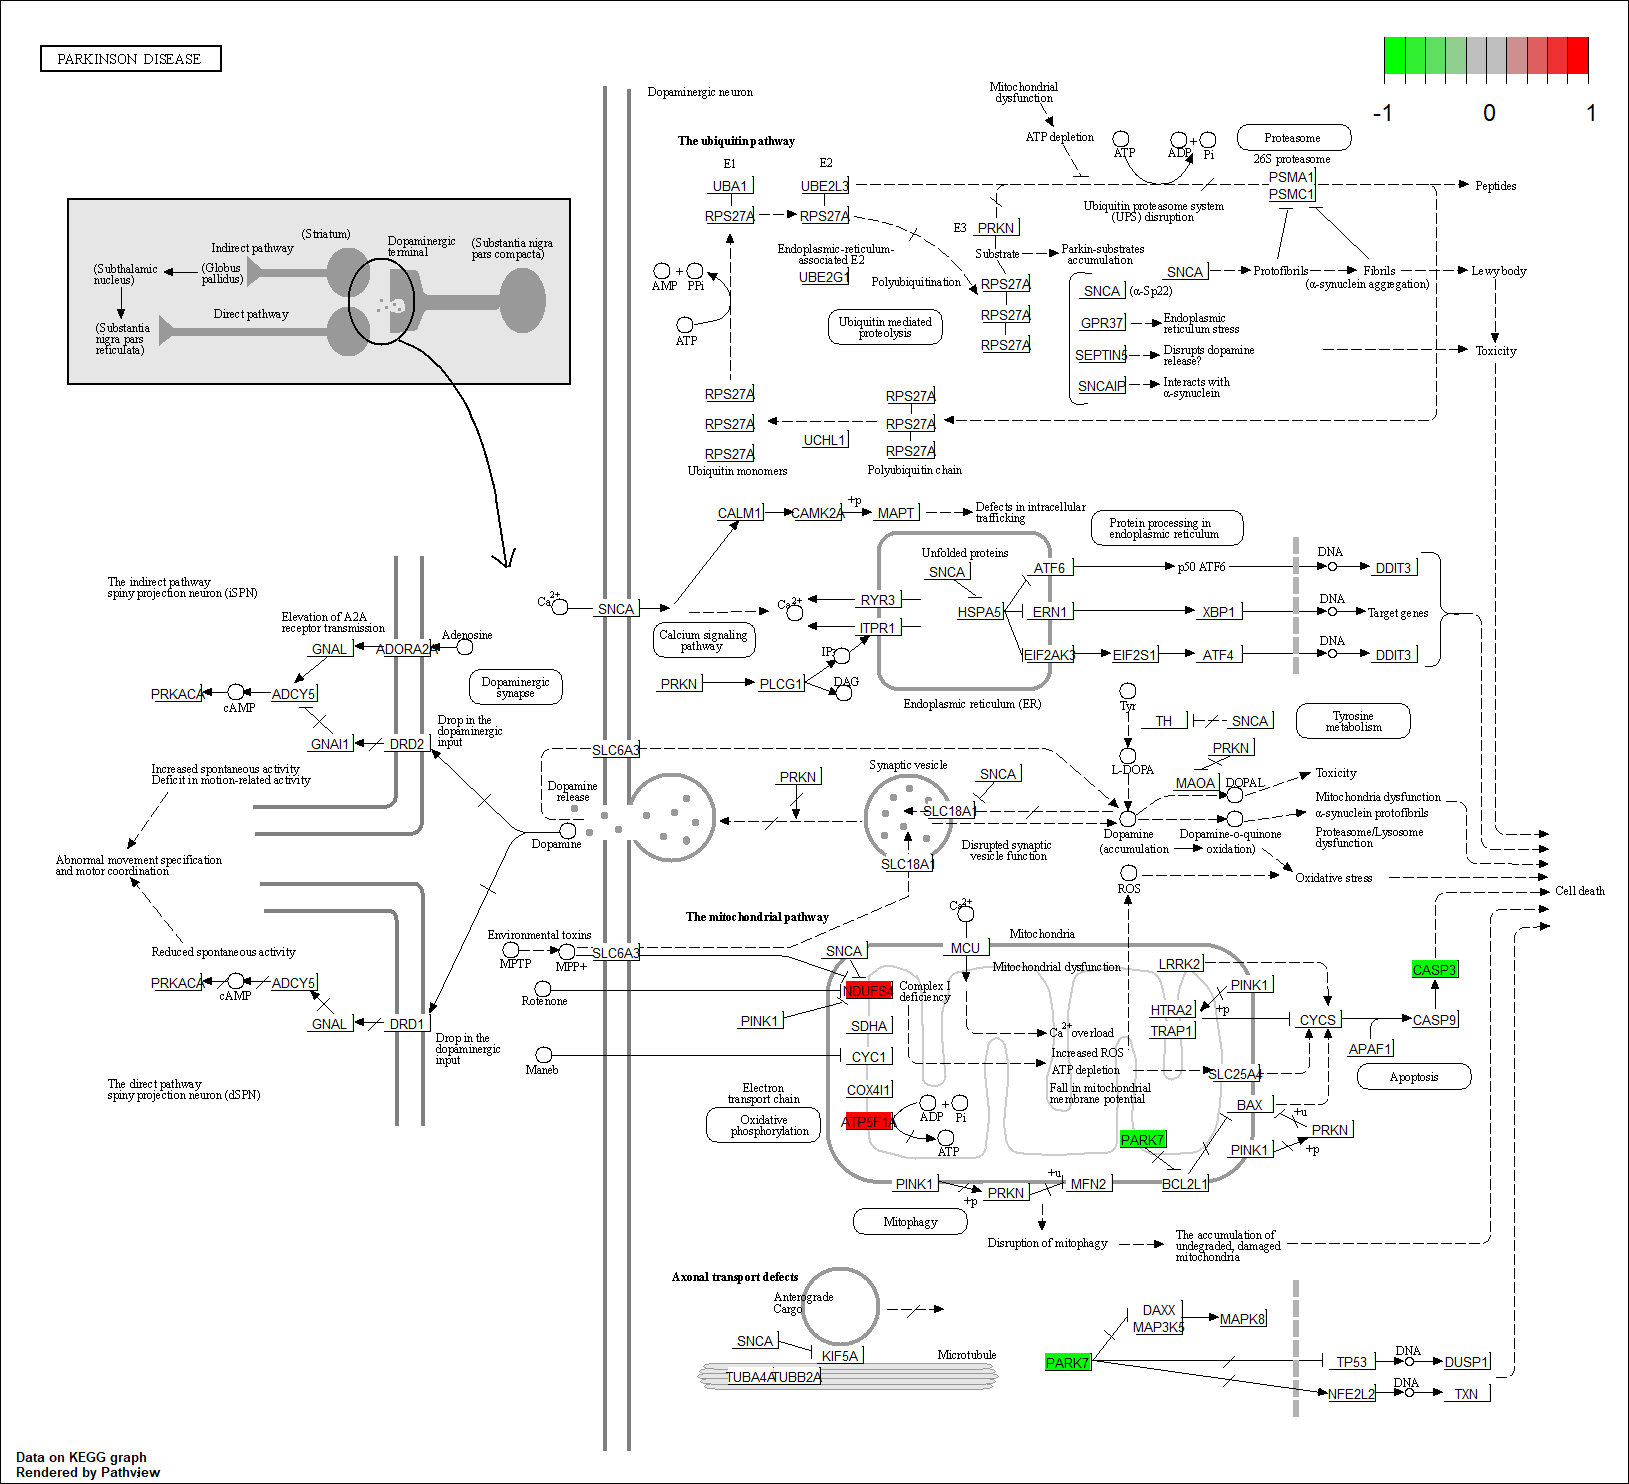 PARKINSON DISEASE
-1
0
1
Dopaminergic neuron
The ubiquitin pathway
E1
E2
UBA1
UBE2L3
RPS27A
RPS27A
Mitochondrial
dysfunction
ATP depletion
ATP
ADP
+
Pi
Proteasome
26S proteasome
PSMA1
PSMC1
Peptides
Ubiquitin proteasome system
(UPS) disruption
E3
PRKN
Substrate
Parkin-substrates
accumulation
Endoplasmic-reticulum-
associated E2
UBE2G1
Polyubiquitination
RPS27A
RPS27A
RPS27A
AMP
+
PPi
ATP
Ubiquitin mediated
proteolysis
SNCA
Protofibrils
Fibrils
(α-synuclein aggregation)
Lewy body
SNCA
(α-Sp22)
GPR37
Endoplasmic
reticulum stress
SEPTIN5
Disrupts dopamine
release?
SNCAIP
Interacts with
α-synuclein
Toxicity
RPS27A
RPS27A
RPS27A
Ubiquitin monomers
UCHL1
RPS27A
RPS27A
RPS27A
Polyubiquitin chain
(Striatum)
Indirect pathway
(Subthalamic
nucleus)
(Globus
pallidus)
Dopaminergic
terminal
(Substantia nigra
pars compacta)
Direct pathway
(Substantia
nigra pars
reticulata)
CALM1
CAMK2A
+p
MAPT
Defects in intracellular
trafficking
Protein processing in
endoplasmic reticulum
Unfolded proteins
SNCA
HSPA5
ATF6
p50 ATF6
DNA
DDIT3
ERN1
XBP1
DNA
Target genes
EIF2AK3
EIF2S1
ATF4
DNA
DDIT3
Ca2+
SNCA
Ca2+
RYR3
ITPR1
Calcium signaling
pathway
IP3
DAG
PRKN
PLCG1
Endoplasmic reticulum (ER)
The indirect pathway
spiny projection neuron (iSPN)
Elevation of A2A
receptor transmission
Adenosine
GNAL
ADORA2A
PRKACA
cAMP
ADCY5
GNAI1
DRD2
Drop in the
dopaminergic
input
Dopaminergic
synapse
Increased spontaneous activity
Deficit in motion-related activity
Abnormal movement specification
and motor coordination
Reduced spontaneous activity
PRKACA
cAMP
ADCY5
GNAL
DRD1
Drop in the
dopaminergic
input
The direct pathway
spiny projection neuron (dSPN)
SLC6A3
Dopamine
release
Dopamine
PRKN
Synaptic vesicle
SNCA
SLC18A1
SLC18A1
Disrupted synaptic
vesicle function
Tyr
TH
SNCA
Tyrosine
metabolism
L-DOPA
PRKN
MAOA
DOPAL
Toxicity
Mitochondria dysfunction
α-synuclein protofibrils
Dopamine
(accumulation
Dopamine-o-quinone
oxidation)
Proteasome/Lysosome
dysfunction
ROS
Oxidative stress
Cell death
The mitochondrial pathway
Environmental toxins
MPTP
MPP+
SLC6A3
Rotenone
Maneb
SNCA
Ca2+
MCU
Mitochondria
Mitochondrial dysfunction
NDUFS4
Complex I
deficiency
PINK1
SDHA
CYC1
COX4I1
ATP5F1A
Electron
transport chain
Oxidative
phosphorylation
ADP
+
Pi
ATP
Ca2+ overload
Increased ROS
ATP depletion
Fall in mitochondrial
membrane potential
LRRK2
PINK1
+p
HTRA2
TRAP1
CYCS
SLC25A4
CASP3
CASP9
APAF1
Apoptosis
BAX
+u
PRKN
PINK1
+p
PARK7
BCL2L1
PINK1
+p
PRKN
+u
MFN2
Mitophagy
Disruption of mitophagy
The accumulation of
undegraded, damaged
mitochondria
Axonal transport defects
Anterograde
Cargo
SNCA
KIF5A
Microtubule
TUBA4A
TUBB2A
DAXX
MAP3K5
MAPK8
PARK7
TP53
DNA
DUSP1
NFE2L2
DNA
TXN
Data on KEGG graph
Rendered by Pathview